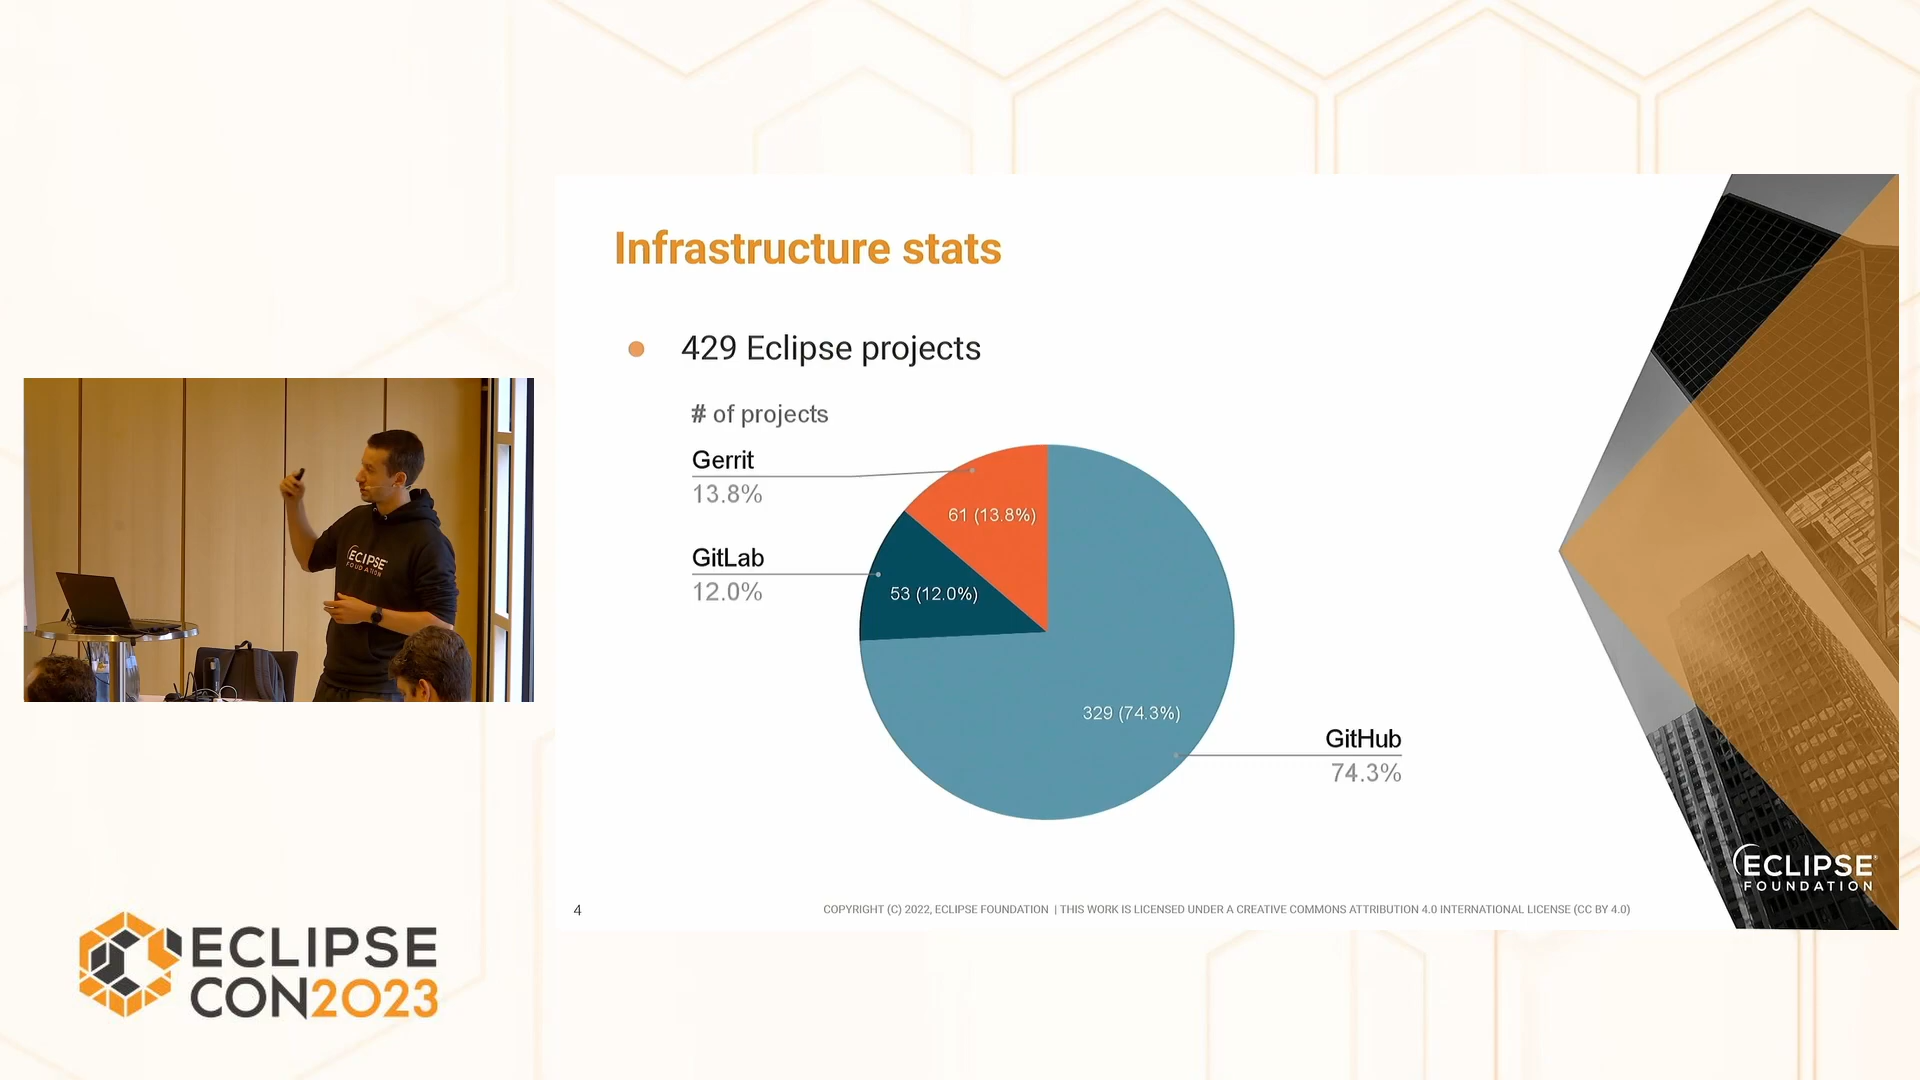 Infrastructure stats
429 Eclipse projects
# of projects
Gerrit
13.8%
61 (13.8%)
GitLab
12.0%
53 (12.0%)
329 (74.3%)
GitHub
74.3%
ECLIPSE
FOUNDATION
4
COPYRIGHT (C) 2022, ECLIPSE FOUNDATION | THIS WORK IS LICENSED UNDER A CREATIVE COMMONS ATTRIBUTION 4.0 INTERNATIONAL LICENSE (CC BY 4.0)
ECLIPSE
FOUNDATION
ECLIPSE
CON2023